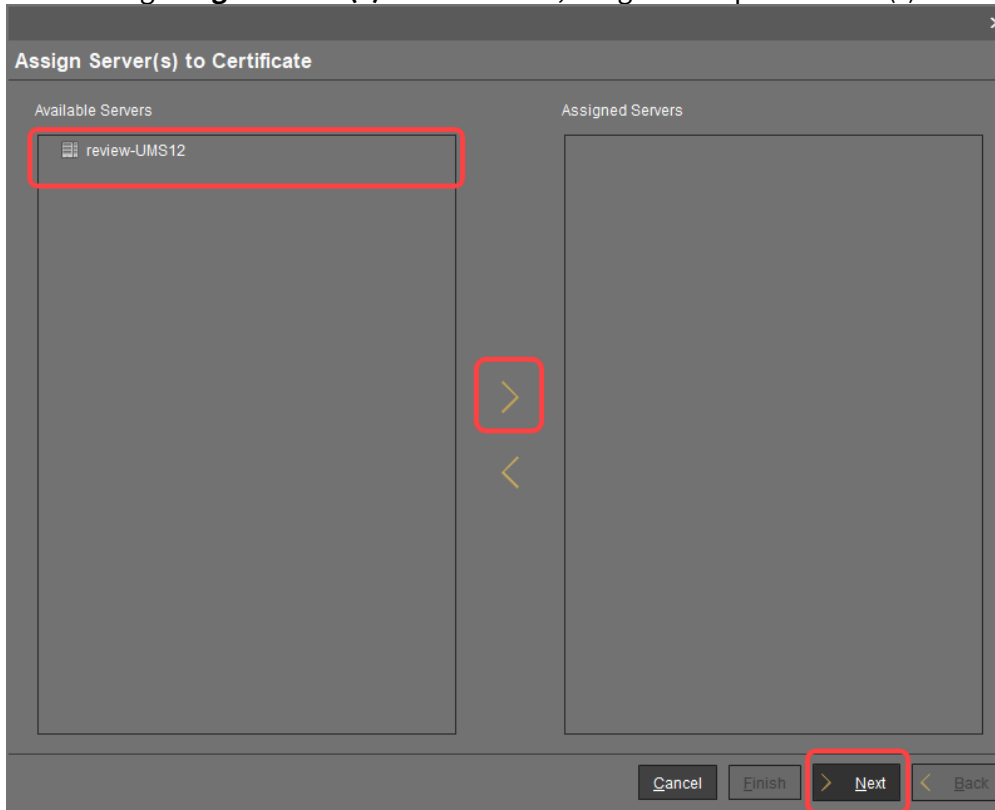 Assign Server(s) to Certificate
Available Servers
Assigned Servers
review-UMS12
Cancel
Finish
Next
Back